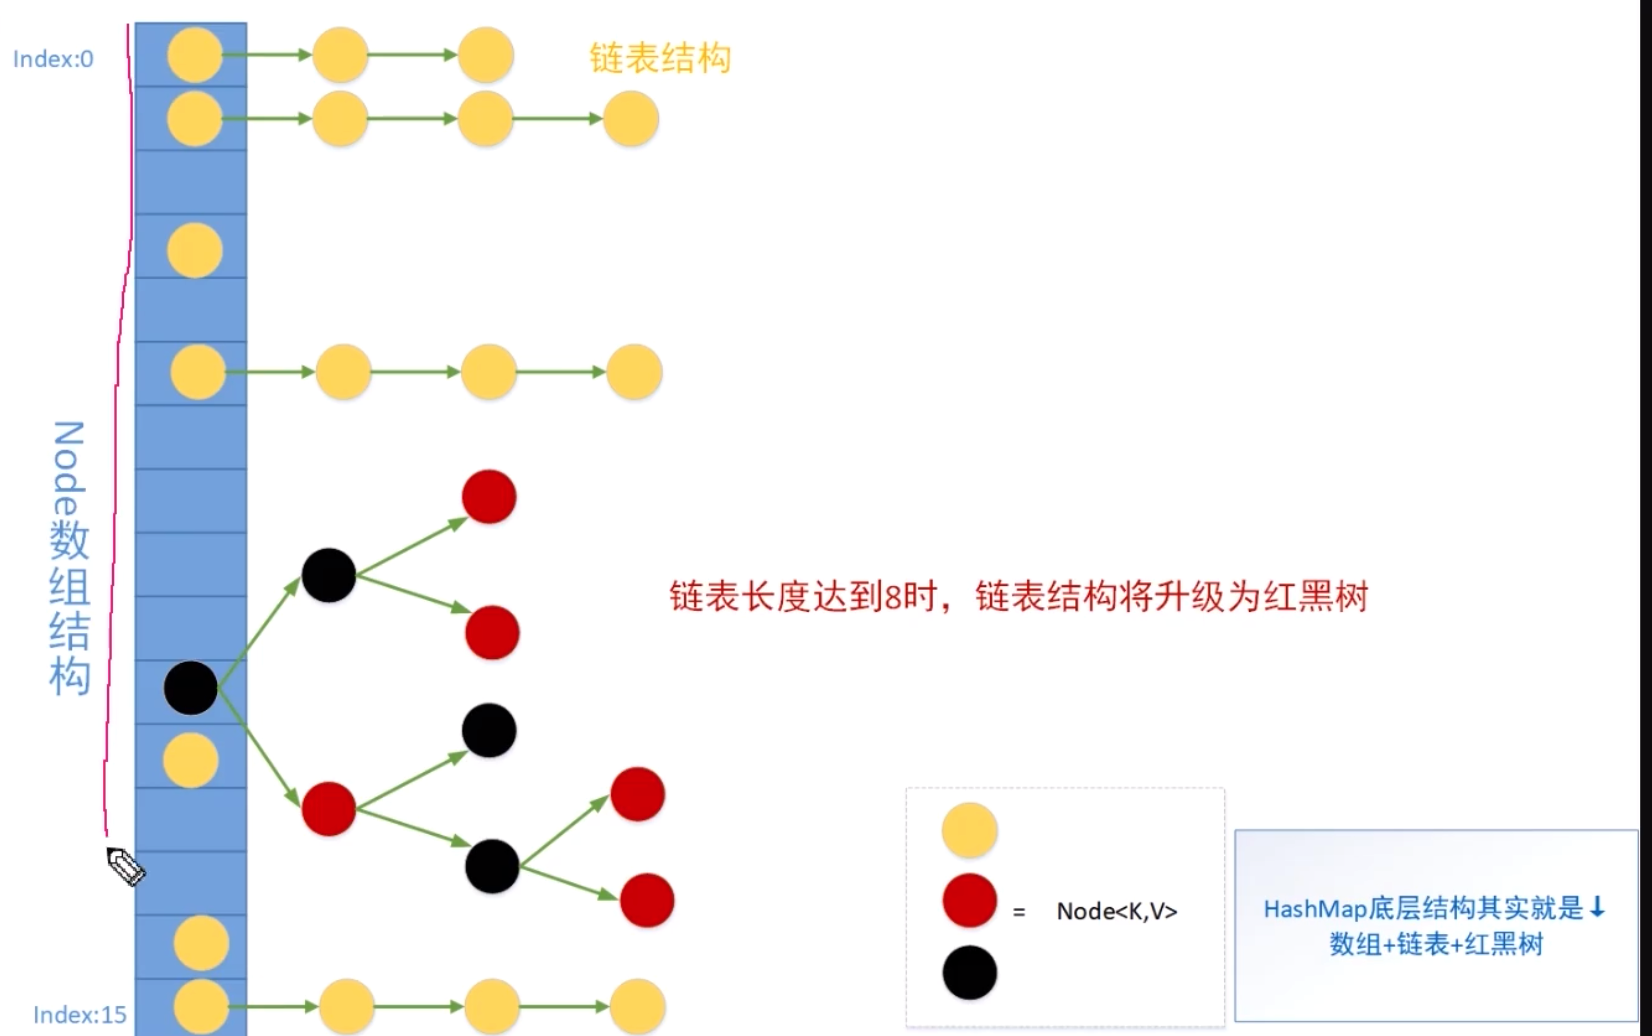 Index:0
链表结构
Node数组结构
链表长度达到8时，链表结构将升级为红黑树
= Node<K,V>
HashMap底层结构其实就是↓
数组+链表+红黑树
Index:15